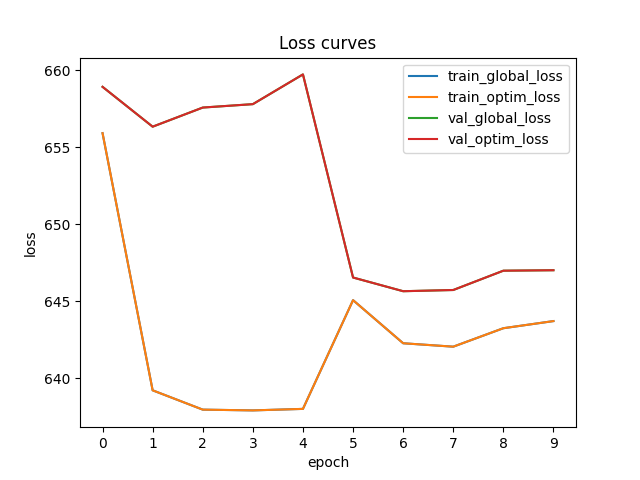 Loss curves
train_global_loss
train_optim_loss
val_global_loss
val_optim_loss
660
655
650
645
640
loss
0 1 2 3 4 5 6 7 8 9
epoch